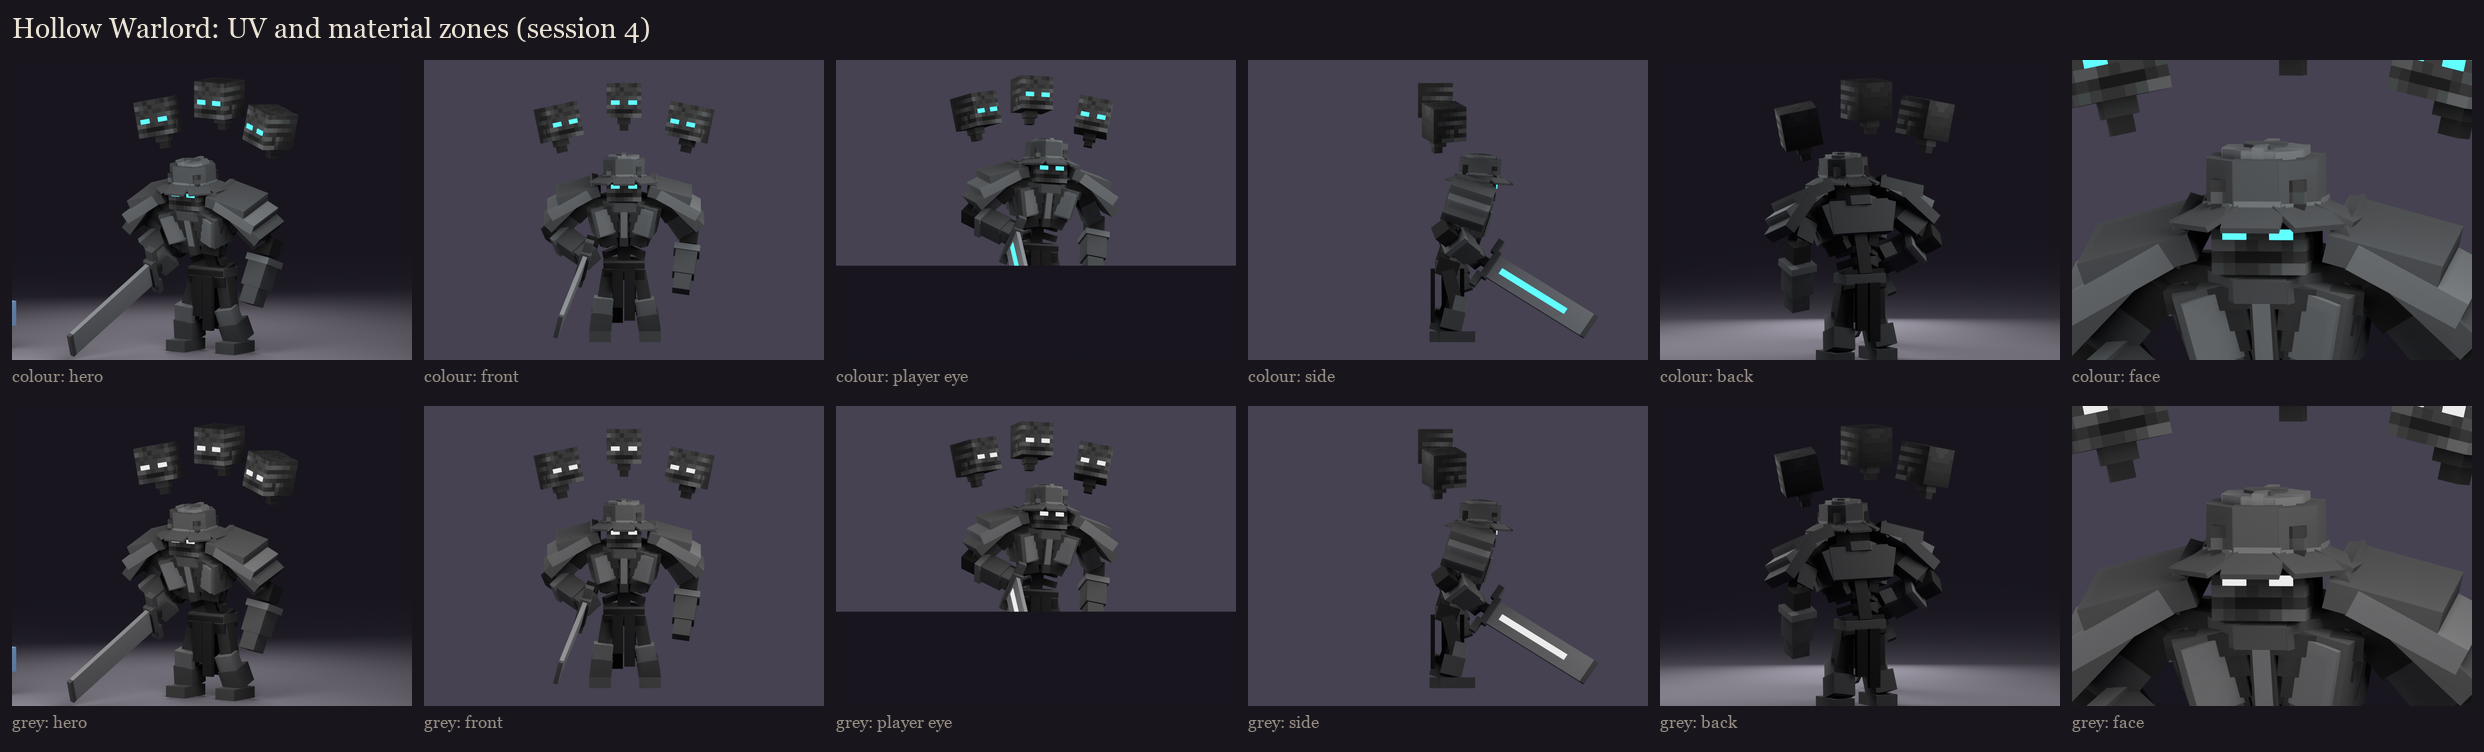 Hollow Warlord: UV and material zones (session 4)
colour: hero
colour: front
colour: player eye
colour: side
colour: back
colour: face
grey: hero
grey: front
grey: player eye
grey: side
grey: back
grey: face